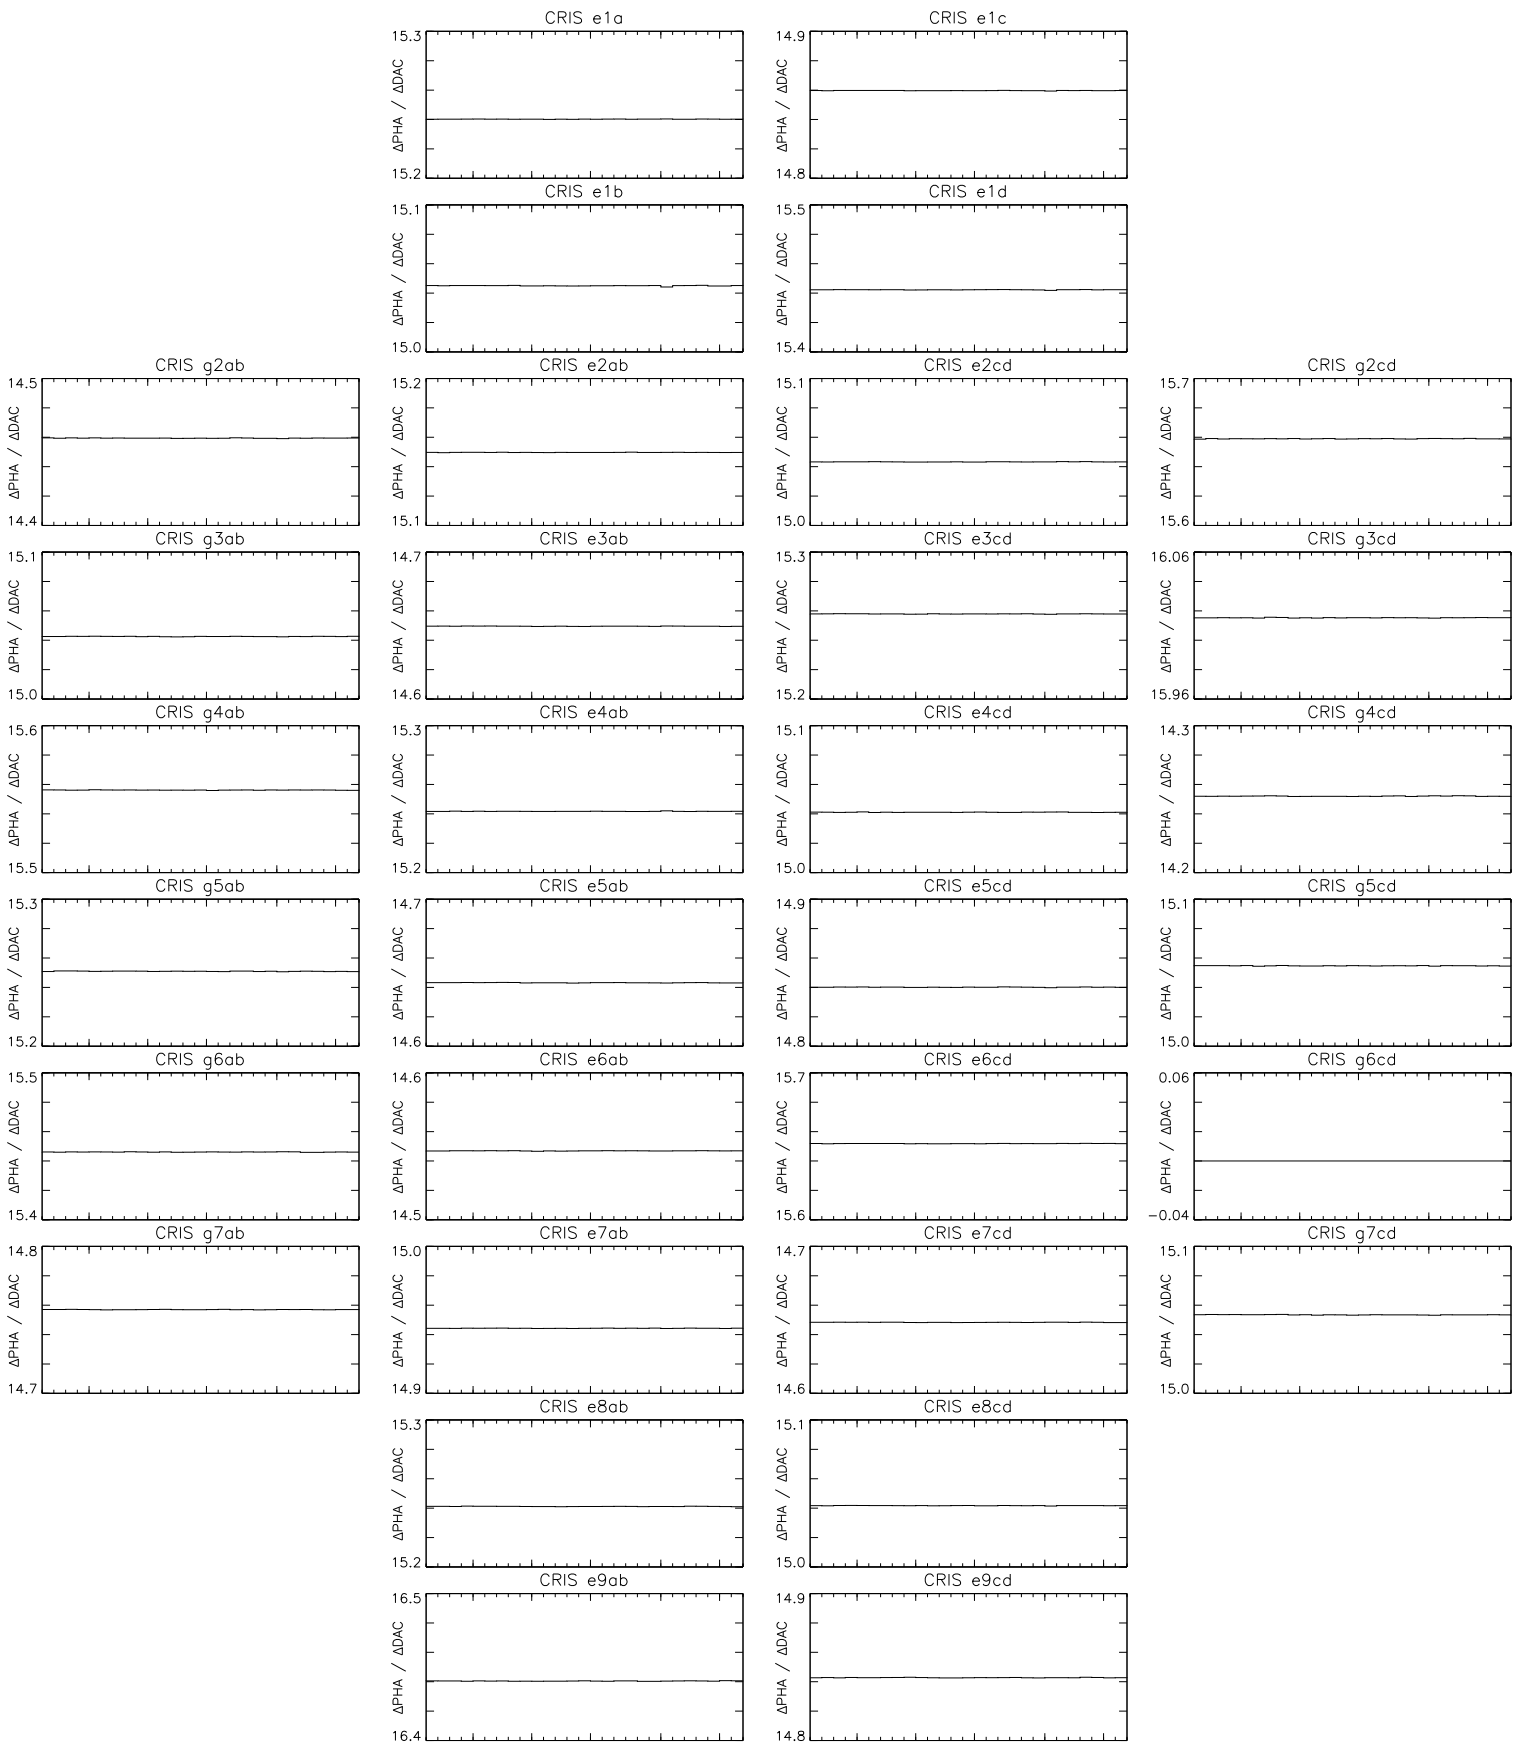 CRIS e1a
15.3
ΔPHA / ΔDAC
15.2
CRIS e1c
14.9
ΔPHA / ΔDAC
14.8
CRIS e1b
15.1
ΔPHA / ΔDAC
15.0
CRIS e1d
15.5
ΔPHA / ΔDAC
15.4
CRIS g2ab
14.5
ΔPHA / ΔDAC
14.4
CRIS e2ab
15.2
ΔPHA / ΔDAC
15.1
CRIS e2cd
15.1
ΔPHA / ΔDAC
15.0
CRIS g2cd
15.7
ΔPHA / ΔDAC
15.6
CRIS g3ab
15.1
ΔPHA / ΔDAC
15.0
CRIS e3ab
14.7
ΔPHA / ΔDAC
14.6
CRIS e3cd
15.3
ΔPHA / ΔDAC
15.2
CRIS g3cd
16.06
ΔPHA / ΔDAC
15.96
CRIS g4ab
15.6
ΔPHA / ΔDAC
15.5
CRIS e4ab
15.3
ΔPHA / ΔDAC
15.2
CRIS e4cd
15.1
ΔPHA / ΔDAC
15.0
CRIS g4cd
14.3
ΔPHA / ΔDAC
14.2
CRIS g5ab
15.3
ΔPHA / ΔDAC
15.2
CRIS e5ab
14.7
ΔPHA / ΔDAC
14.6
CRIS e5cd
14.9
ΔPHA / ΔDAC
14.8
CRIS g5cd
15.1
ΔPHA / ΔDAC
15.0
CRIS g6ab
15.5
ΔPHA / ΔDAC
15.4
CRIS e6ab
14.6
ΔPHA / ΔDAC
14.5
CRIS e6cd
15.7
ΔPHA / ΔDAC
15.6
CRIS g6cd
0.06
ΔPHA / ΔDAC
−0.04
CRIS g7ab
14.8
ΔPHA / ΔDAC
14.7
CRIS e7ab
15.0
ΔPHA / ΔDAC
14.9
CRIS e7cd
14.7
ΔPHA / ΔDAC
14.6
CRIS g7cd
15.1
ΔPHA / ΔDAC
15.0
CRIS e8ab
15.3
ΔPHA / ΔDAC
15.2
CRIS e8cd
15.1
ΔPHA / ΔDAC
15.0
CRIS e9ab
16.5
ΔPHA / ΔDAC
16.4
CRIS e9cd
14.9
ΔPHA / ΔDAC
14.8